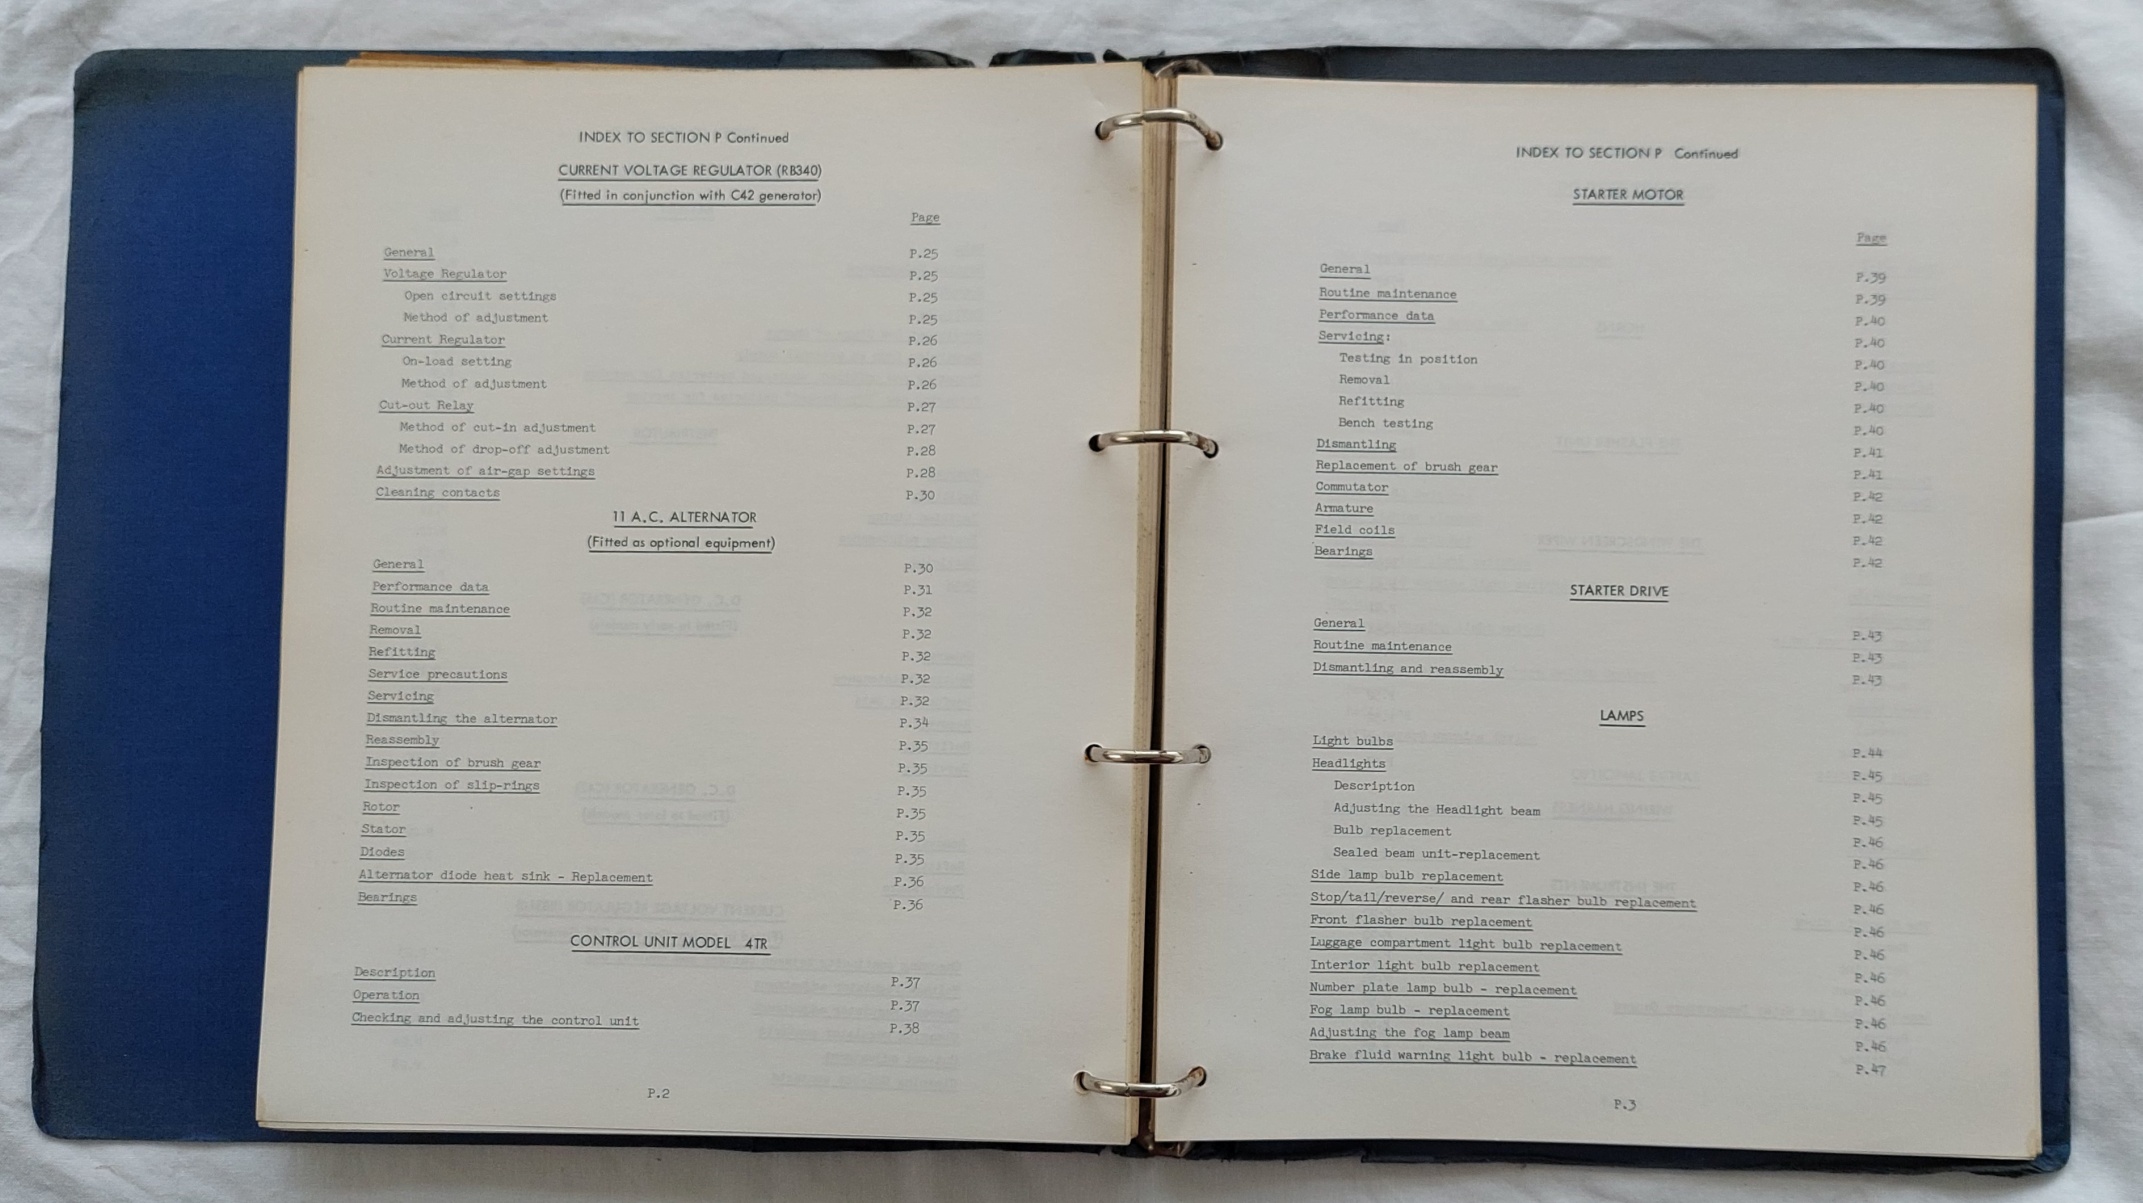 INDEX TO SECTION P Continued
CURRENT VOLTAGE REGULATOR (RB340)
(Fitted in conjunction with C42 generator)
Page
General P.25
Voltage Regulator P.25
Open circuit settings P.25
Method of adjustment P.25
Current Regulator P.26
On-load setting P.26
Method of adjustment P.26
Cut-out Relay P.27
Method of cut-in adjustment P.27
Method of drop-off adjustment P.28
Adjustment of air-gap settings P.28
Cleaning contacts P.30
11 A.C. ALTERNATOR
(Fitted as optional equipment)
General P.30
Performance data P.31
Routine maintenance P.32
Removal P.32
Refitting P.32
Service precautions P.32
Servicing P.32
Dismantling the alternator P.34
Reassembly P.35
Inspection of brush gear P.35
Inspection of slip-rings P.35
Rotor P.35
Stator P.35
Diodes P.35
Alternator diode heat sink - Replacement P.36
Bearings P.36
CONTROL UNIT MODEL 4TR
Description P.37
Operation P.37
Checking and adjusting the control unit P.38
P.2
INDEX TO SECTION P Continued
STARTER MOTOR
Page
General P.39
Routine maintenance P.39
Performance data P.40
Servicing: P.40
Testing in position P.40
Removal P.40
Refitting P.40
Bench testing P.40
Dismantling P.41
Replacement of brush gear P.41
Commutator P.42
Armature P.42
Field coils P.42
Bearings P.42
STARTER DRIVE
General P.43
Routine maintenance P.43
Dismantling and reassembly P.43
LAMPS
Light bulbs P.44
Headlights P.45
Description P.45
Adjusting the Headlight beam P.45
Bulb replacement P.46
Sealed beam unit-replacement P.46
Side lamp bulb replacement P.46
Stop/tail/reverse/ and rear flasher bulb replacement P.46
Front flasher bulb replacement P.46
Luggage compartment light bulb replacement P.46
Interior light bulb replacement P.46
Number plate lamp bulb - replacement P.46
Fog lamp bulb - replacement P.46
Adjusting the fog lamp beam P.46
Brake fluid warning light bulb - replacement P.47
P.3